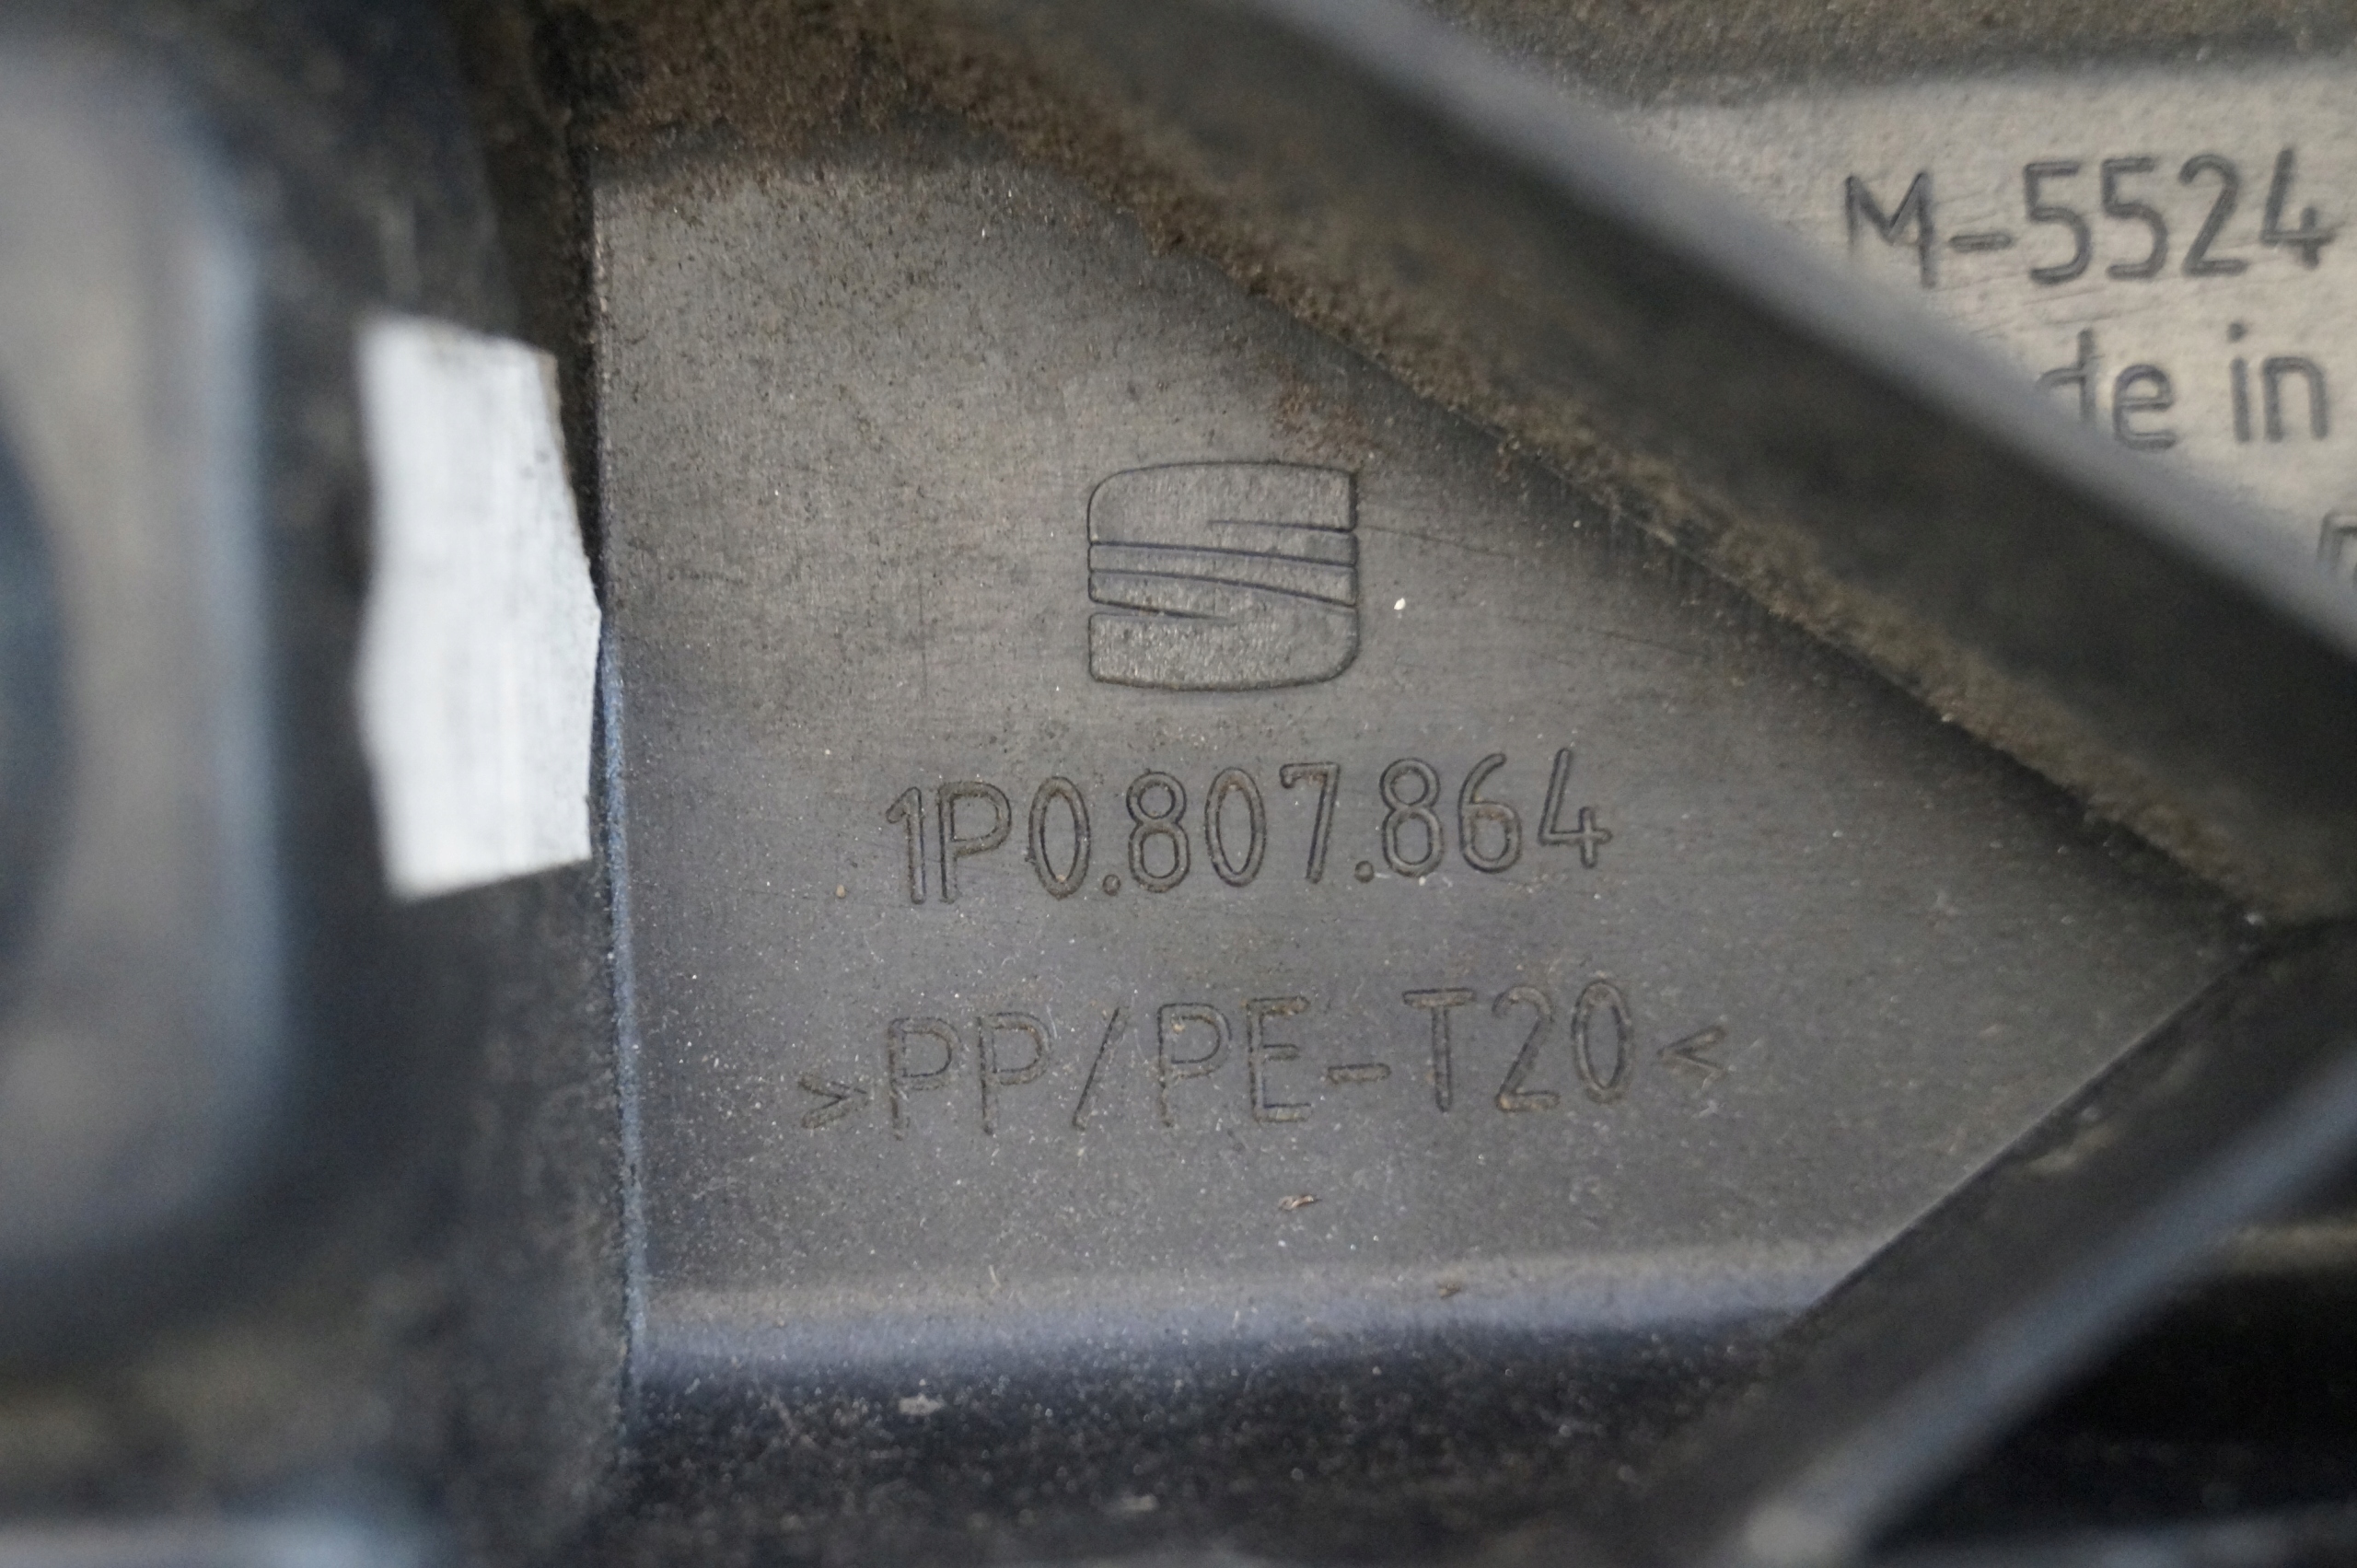 M-5524
de in
1P0.807.864
>PP/PE-T20<